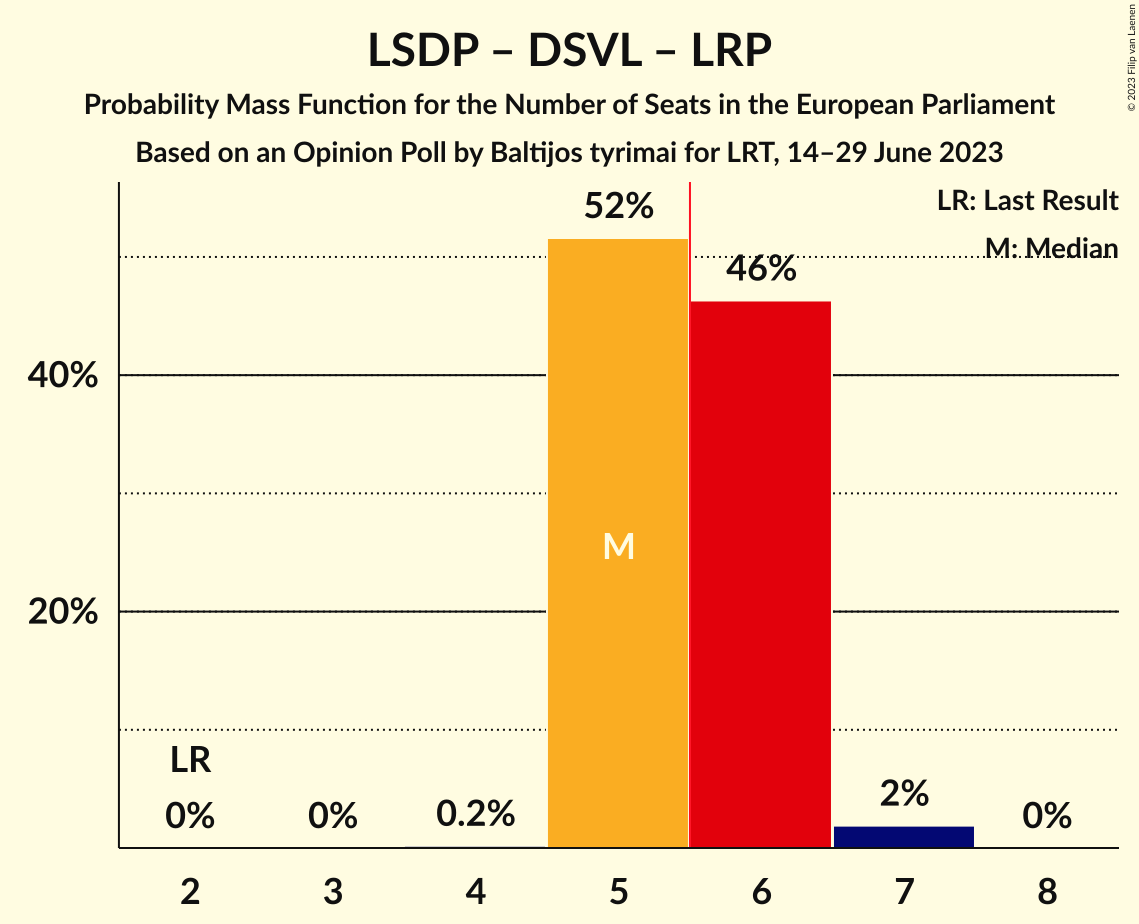 LSDP – DSVL – LRP
Probability Mass Function for the Number of Seats in the European Parliament
Based on an Opinion Poll by Baltijos tyrimai for LRT, 14–29 June 2023
© 2023 Filip van Laenen
LR: Last Result
M: Median
52%
46%
40%
M
20%
LR
0%
0%
0.2%
2%
0%
2
3
4
5
6
7
8